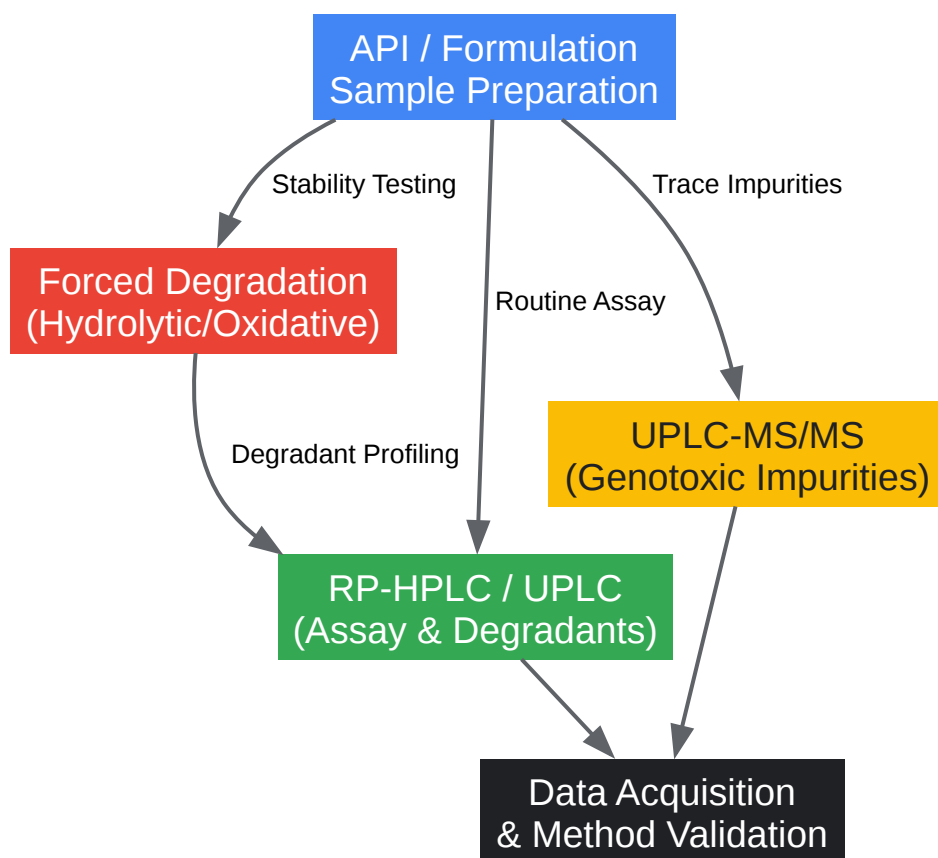 API / Formulation
Sample Preparation
Stability Testing
Trace Impurities
Forced Degradation
(Hydrolytic/Oxidative)
Routine Assay
UPLC-MS/MS
(Genotoxic Impurities)
Degradant Profiling
RP-HPLC / UPLC
(Assay & Degradants)
Data Acquisition
& Method Validation